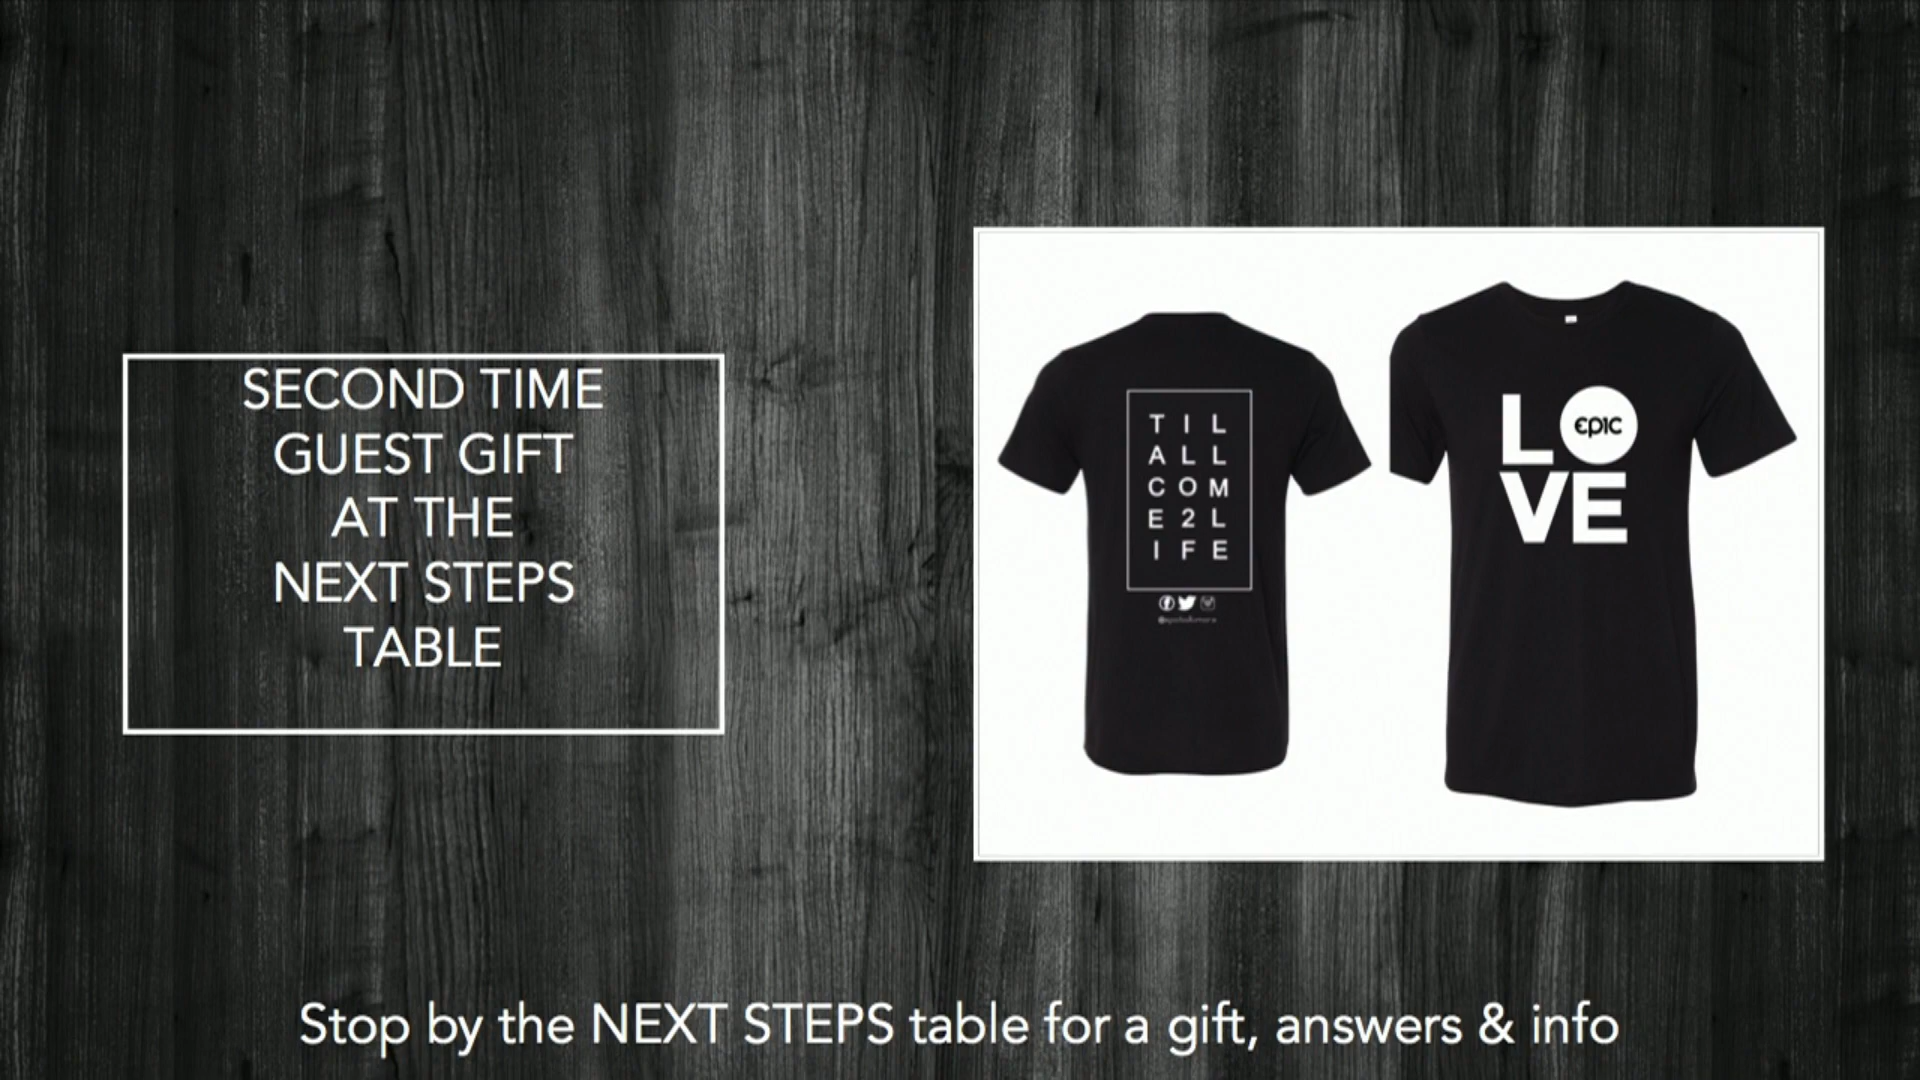 SECOND TIME
GUEST GIFT
AT THE
NEXT STEPS
TABLE
T I L
A L L
C O M
E 2 L
I F E
L epic
VE
Stop by the NEXT STEPS table for a gift, answers & info